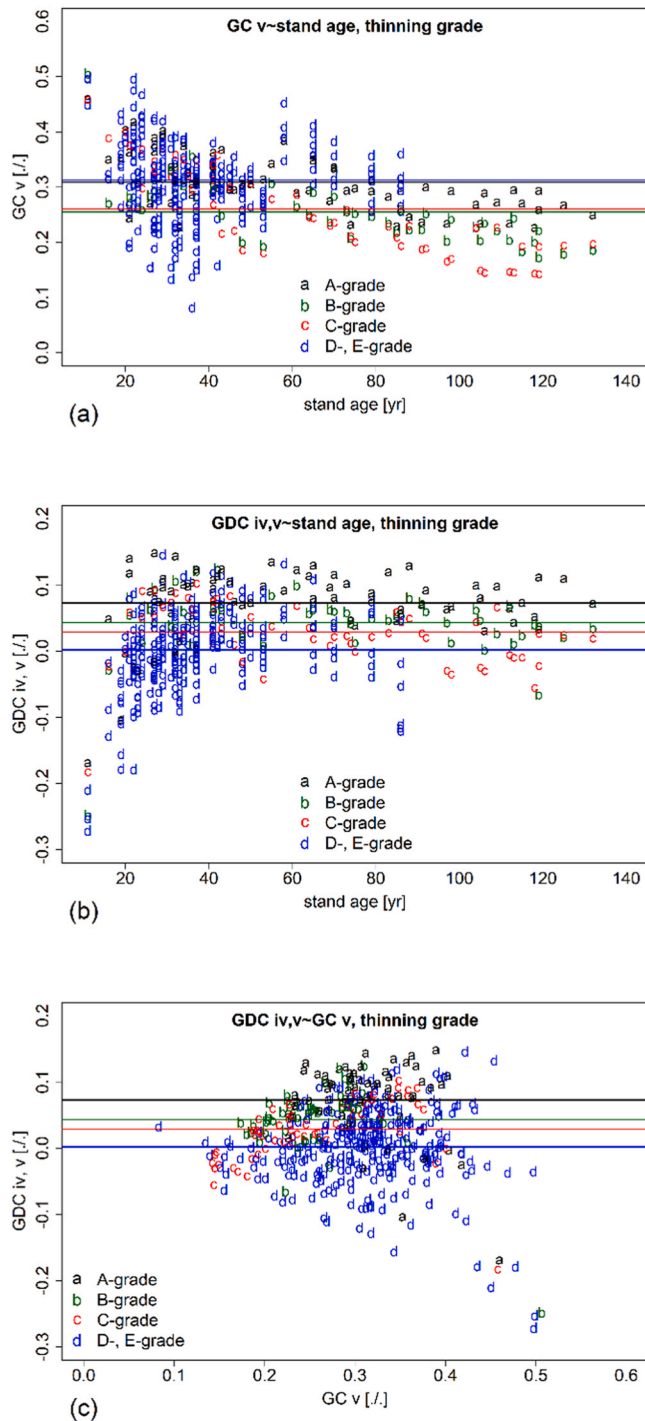 GC v~stand age, thinning grade
GC v [./.]
0.6
0.5
0.4
0.3
0.2
0.1
0.0
a A-grade
b B-grade
c C-grade
d D-, E-grade
20 40 60 80 100 120 140
stand age [yr]
(a)
GDC iv,v~stand age, thinning grade
GDC iv, v [./.]
0.2
0.1
0.0
-0.1
-0.2
-0.3
a A-grade
b B-grade
c C-grade
d D-, E-grade
20 40 60 80 100 120 140
stand age [yr]
(b)
GDC iv,v~GC v, thinning grade
GDC iv, v [./.]
0.2
0.1
0.0
-0.1
-0.2
-0.3
a A-grade
b B-grade
c C-grade
d D-, E-grade
0.0 0.1 0.2 0.3 0.4 0.5 0.6
GC v [./.]
(c)